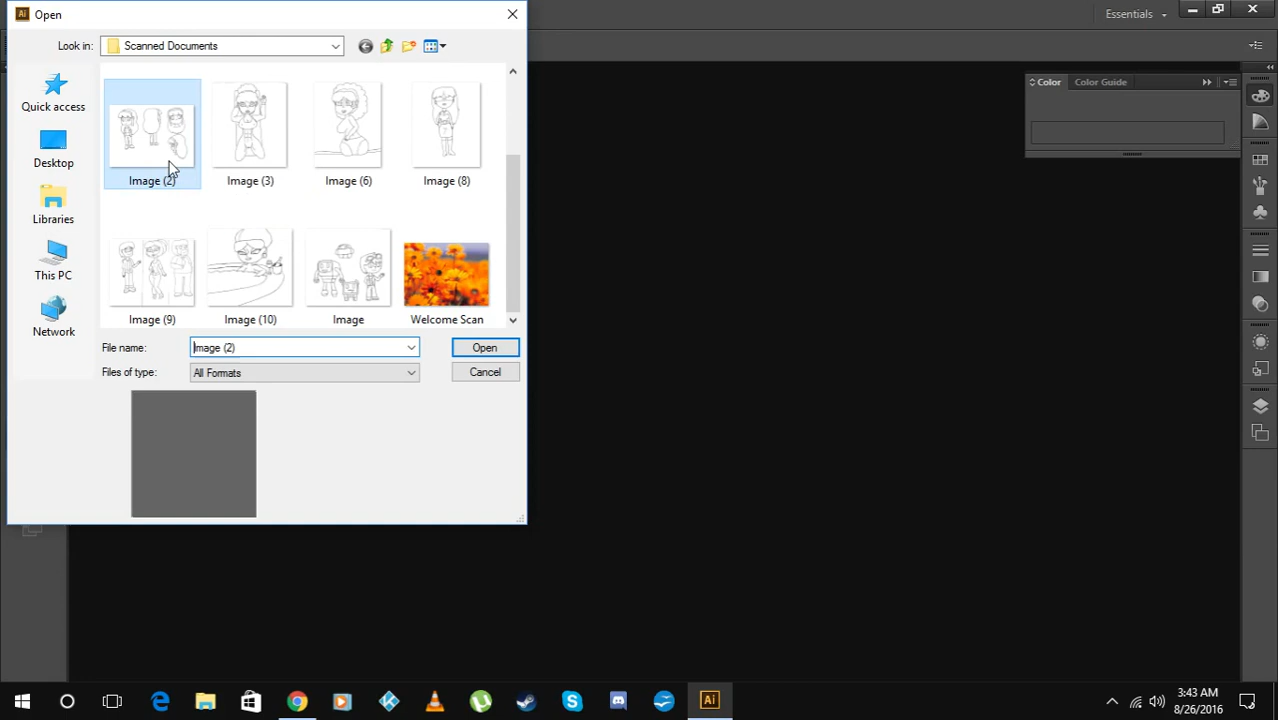 Ai Open
Essentials
Look in: Scanned Documents
Color Color Guide
Quick access
Desktop
Libraries
This PC
Network
Image (2) Image (3) Image (6) Image (8)
Image (9) Image (10) Image Welcome Scan
File name: Image (2) Open
Files of type: All Formats Cancel
Ai
3:43 AM
8/26/2016